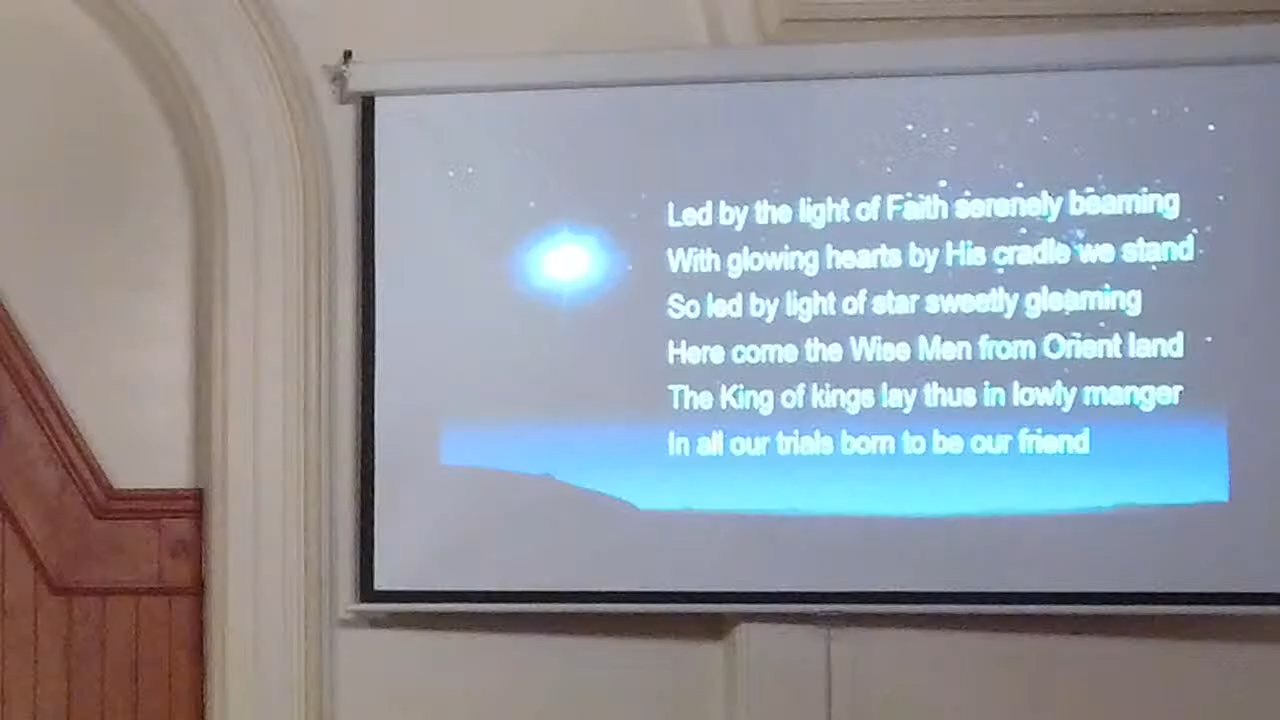 Led by the light of Faith serenely beaming
With glowing hearts by His cradle we stand
So led by light of star sweetly gleaming
Here come the Wise Men from Orient land
The King of kings lay thus in lowly manger
In all our trials born to be our friend